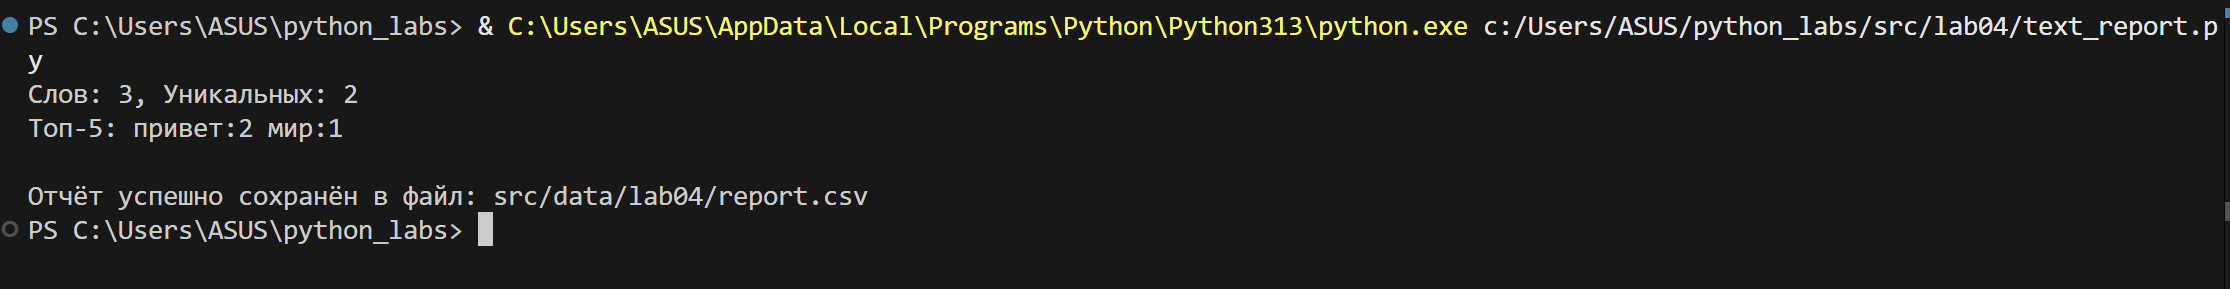 PS C:\Users\ASUS\python_labs> & C:\Users\ASUS\AppData\Local\Programs\Python\Python313\python.exe c:/Users/ASUS/python_labs/src/lab04/text_report.p
y
Слов: 3, Уникальных: 2
Топ-5: привет:2 мир:1
Отчёт успешно сохранён в файл: src/data/lab04/report.csv
PS C:\Users\ASUS\python_labs>